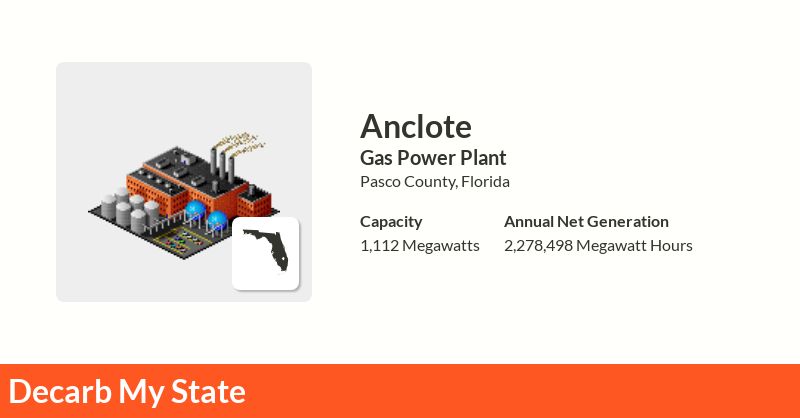 Anclote
Gas Power Plant
Pasco County, Florida
Capacity
1,112 Megawatts
Annual Net Generation
2,278,498 Megawatt Hours
Decarb My State